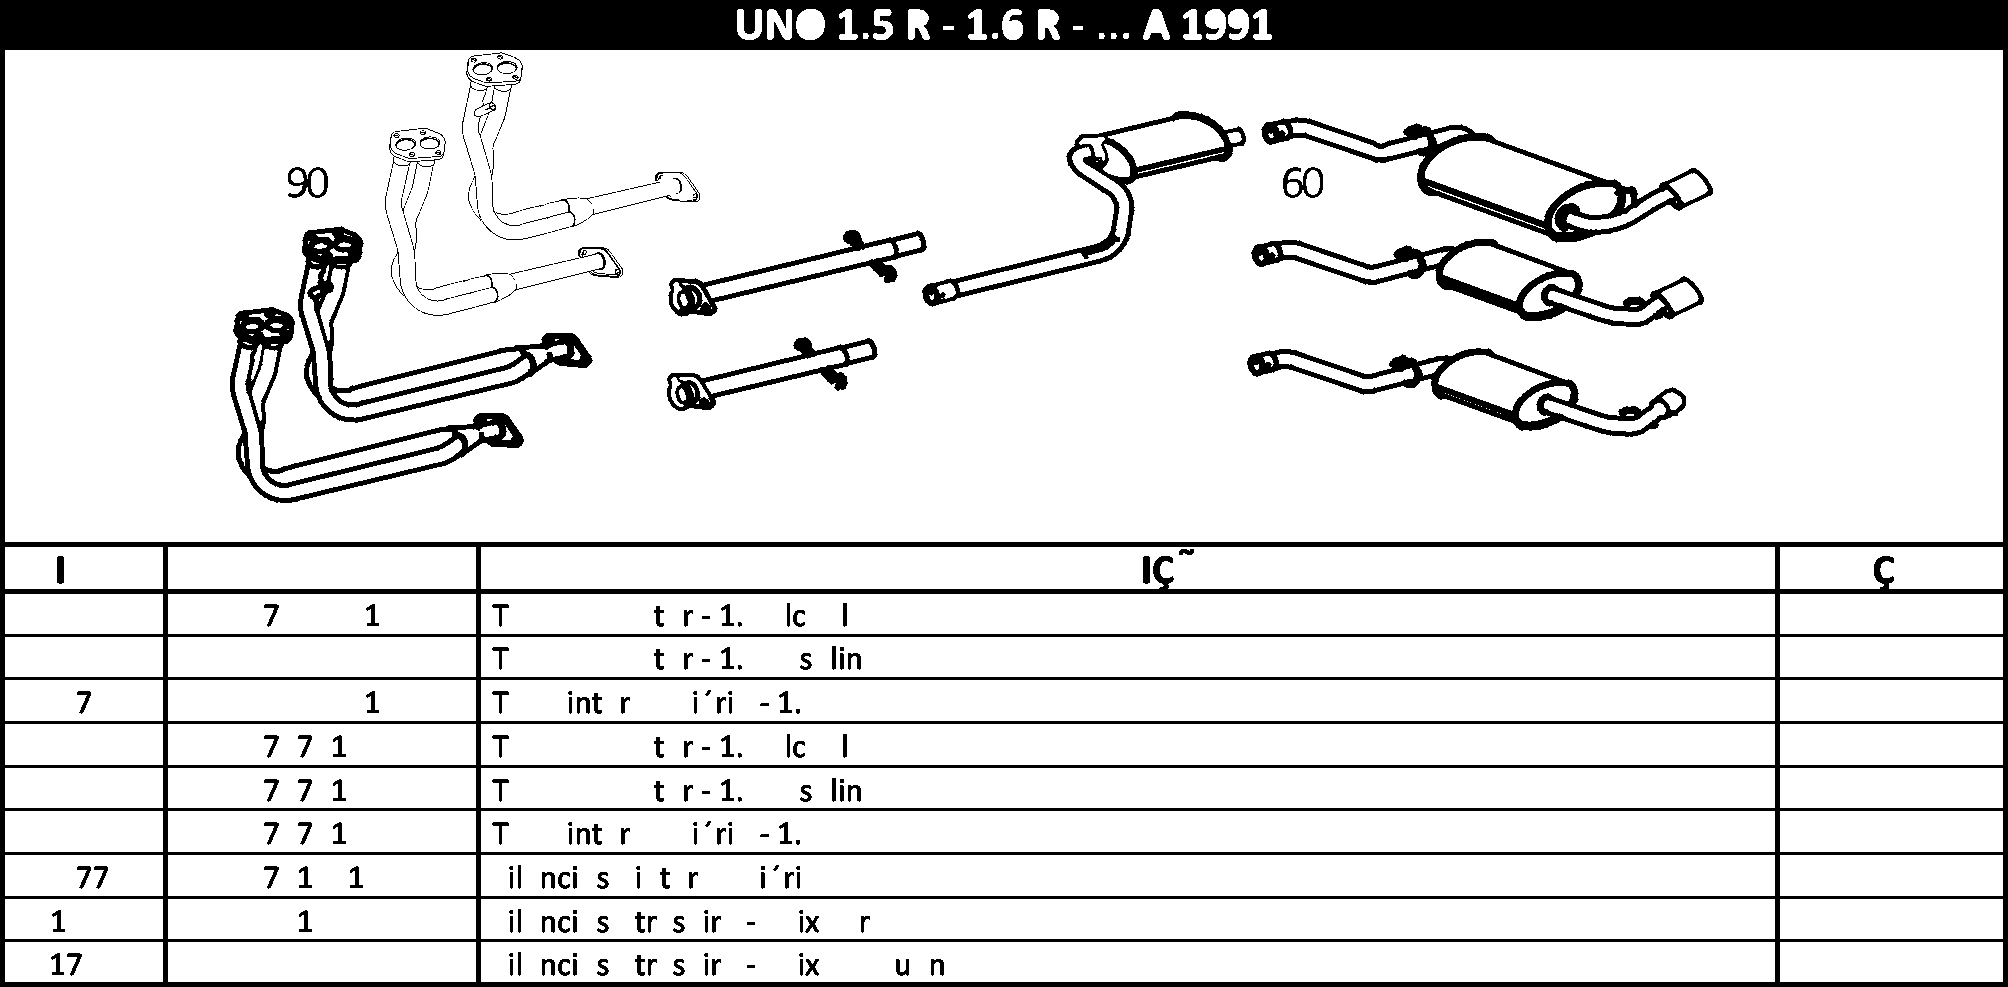 UNO 1.5 R - 1.6 R - ... A 1991
90
60
I IÇ˜ Ç
7 1 T t r - 1. lc l
T t r - 1. s lin
7 1 T int r i´ri - 1.
7 7 1 T t r - 1. lc l
7 7 1 T t r - 1. s lin
7 7 1 T int r i´ri - 1.
77 7 1 1 il nci s i t r i´ri
1 1 il nci s tr s ir - ix r
17 il nci s tr s ir - ix u n